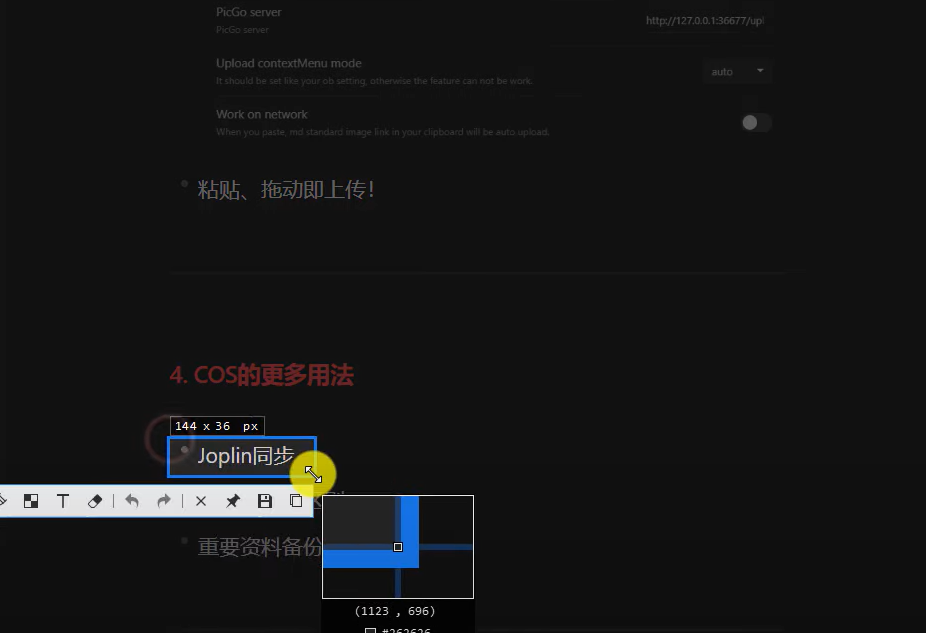 PicGo server
http://127.0.0.1:36677/upl
PicGo server
Upload contextMenu mode
It should be set like your ob setting, otherwise the feature can not be work.
auto
Work on network
When you paste, md standard image link in your clipboard will be auto upload.
粘贴、拖动即上传！
4. COS的更多用法
144 x 36 px
Joplin同步
T
重要资料备份
(1123 , 696)
#262626